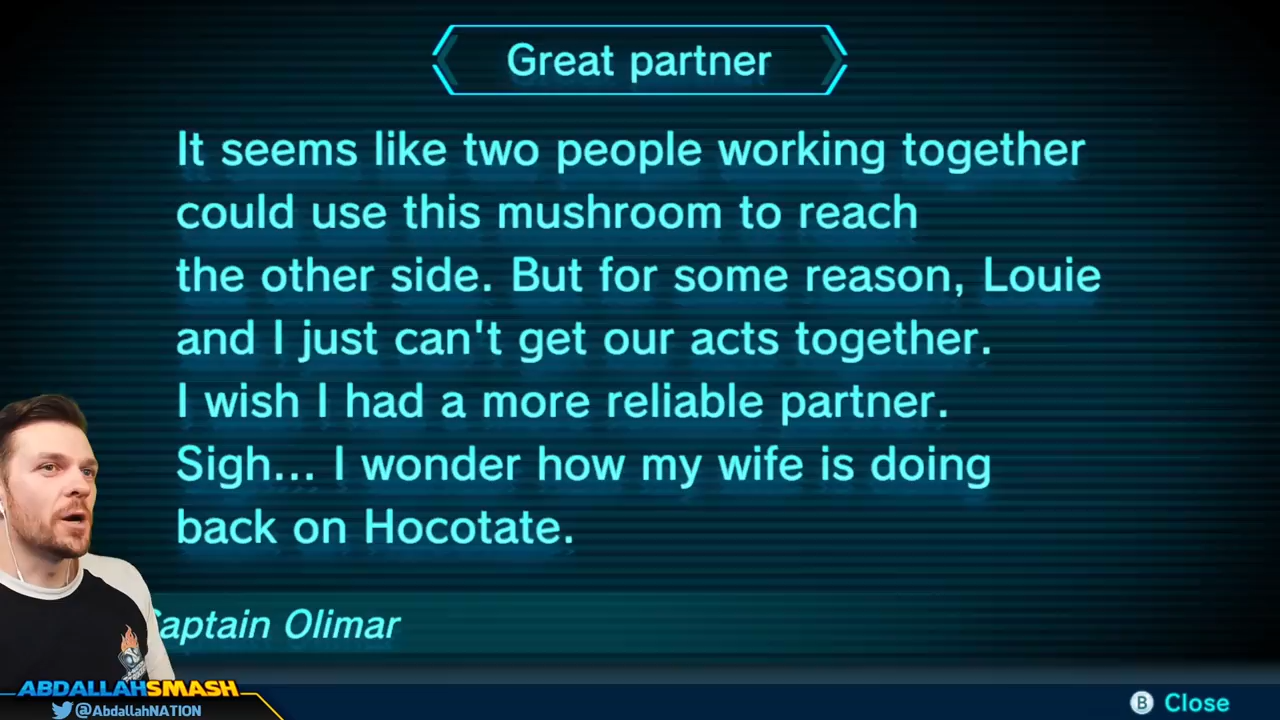 Great partner
It seems like two people working together
could use this mushroom to reach
the other side. But for some reason, Louie
and I just can't get our acts together.
I wish I had a more reliable partner.
Sigh... I wonder how my wife is doing
back on Hocotate.
Captain Olimar
ABDALLAHSMASH
@AbdallahNATION
B Close